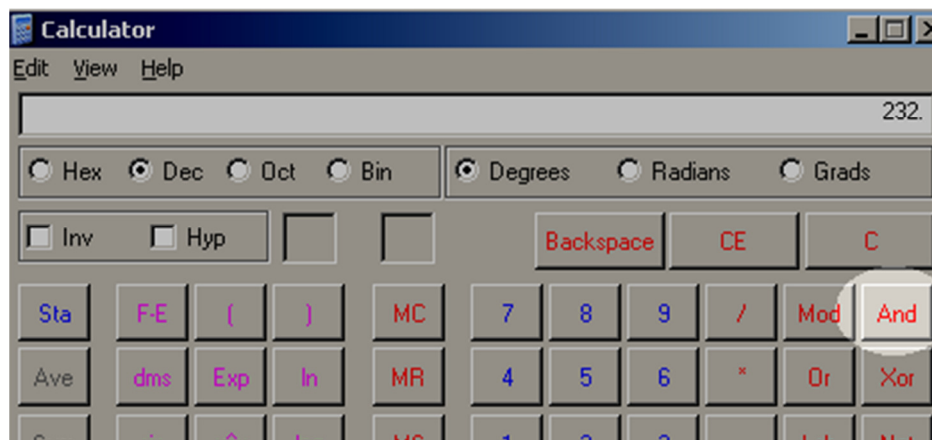 Calculator
Edit View Help
232.
Hex Dec Oct Bin Degrees Radians Grads
Inv Hyp Backspace CE C
Sta F-E ( ) MC 7 8 9 / Mod And
Ave dms Exp ln MR 4 5 6 * Or Xor